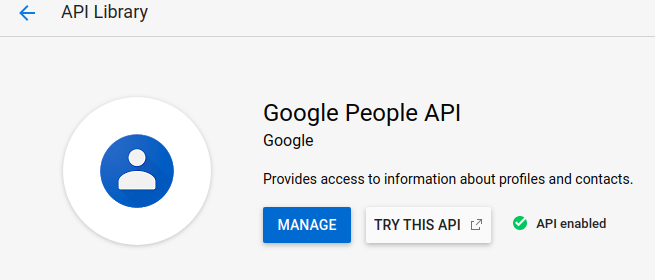 API Library
Google People API
Google
Provides access to information about profiles and contacts.
MANAGE TRY THIS API API enabled